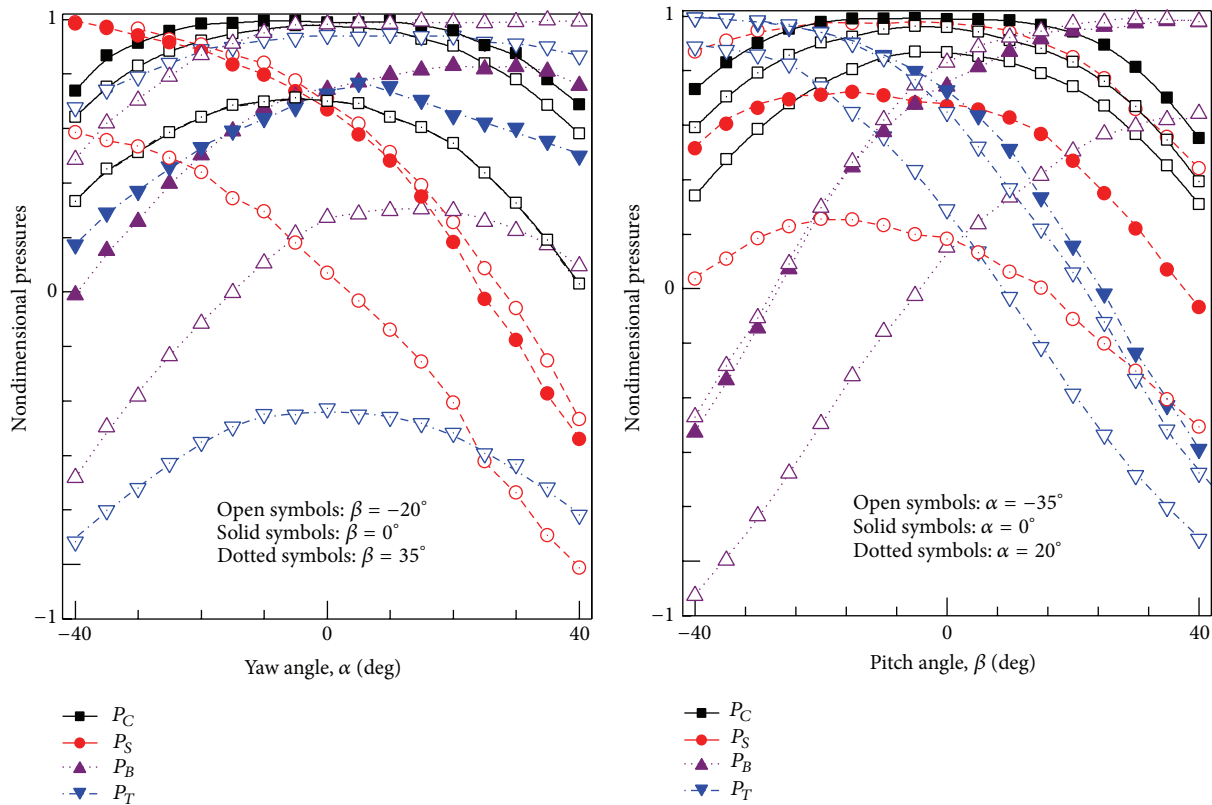 Nondimensional pressures
1
0
−1
−40
0
40
Open symbols: β = −20°
Solid symbols: β = 0°
Dotted symbols: β = 35°
Yaw angle, α (deg)
P_C
P_S
P_B
P_T
Nondimensional pressures
1
0
−1
−40
0
40
Open symbols: α = −35°
Solid symbols: α = 0°
Dotted symbols: α = 20°
Pitch angle, β (deg)
P_C
P_S
P_B
P_T